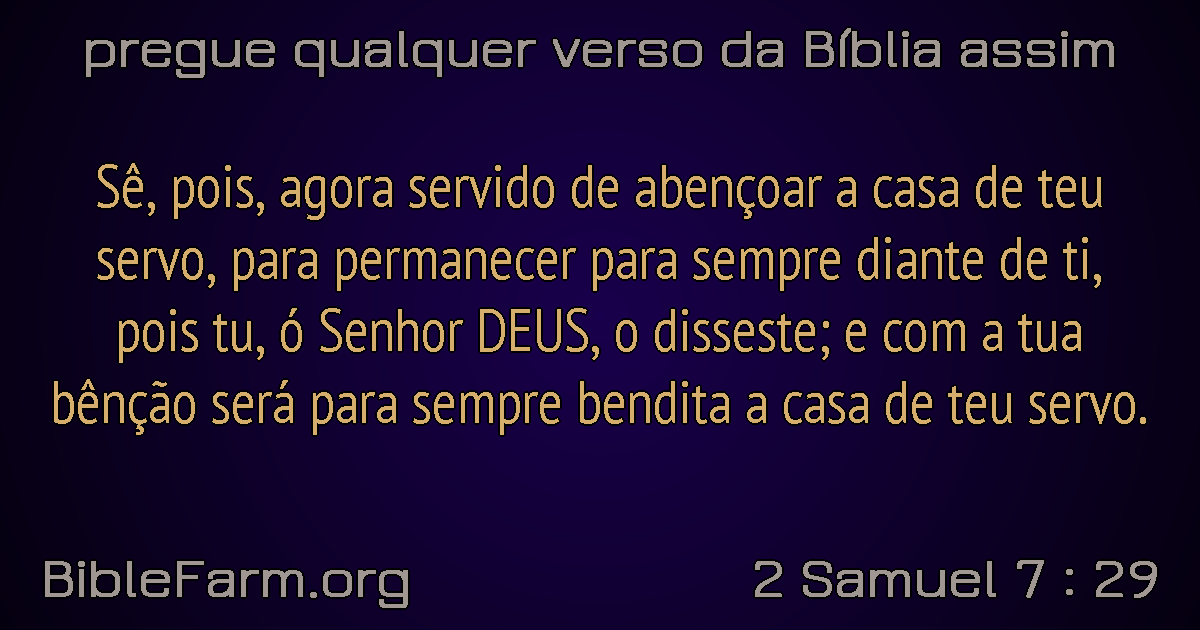 pregue qualquer verso da Bíblia assim
Sê, pois, agora servido de abençoar a casa de teu
servo, para permanecer para sempre diante de ti,
pois tu, ó Senhor DEUS, o disseste; e com a tua
bênção será para sempre bendita a casa de teu servo.
BibleFarm.org
2 Samuel 7 : 29